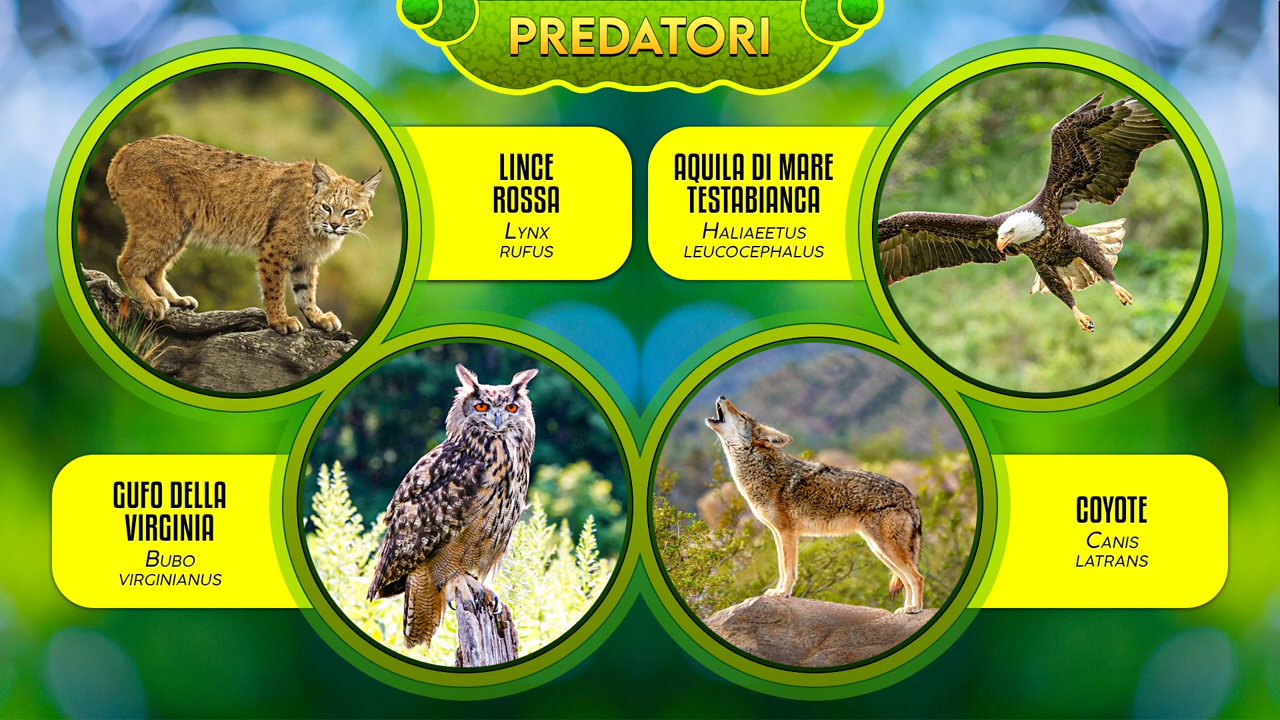 PREDATORI
LINCE
ROSSA
Lynx
rufus
AQUILA DI MARE
TESTABIANCA
Haliaeetus
leucocephalus
GUFO DELLA
VIRGINIA
Bubo
virginianus
COYOTE
Canis
latrans